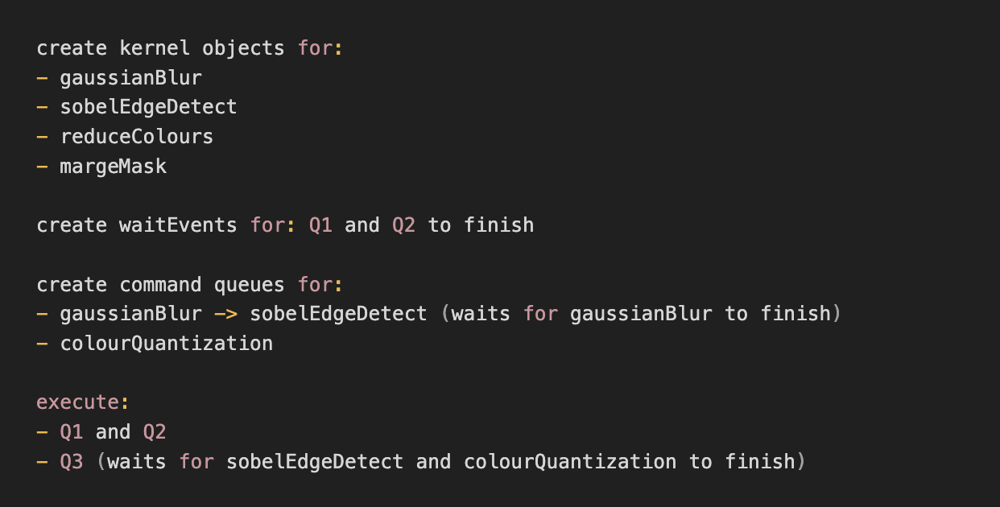 create kernel objects for:
- gaussianBlur
- sobelEdgeDetect
- reduceColours
- margeMask
create waitEvents for: Q1 and Q2 to finish
create command queues for:
- gaussianBlur -> sobelEdgeDetect (waits for gaussianBlur to finish)
- colourQuantization
execute:
- Q1 and Q2
- Q3 (waits for sobelEdgeDetect and colourQuantization to finish)